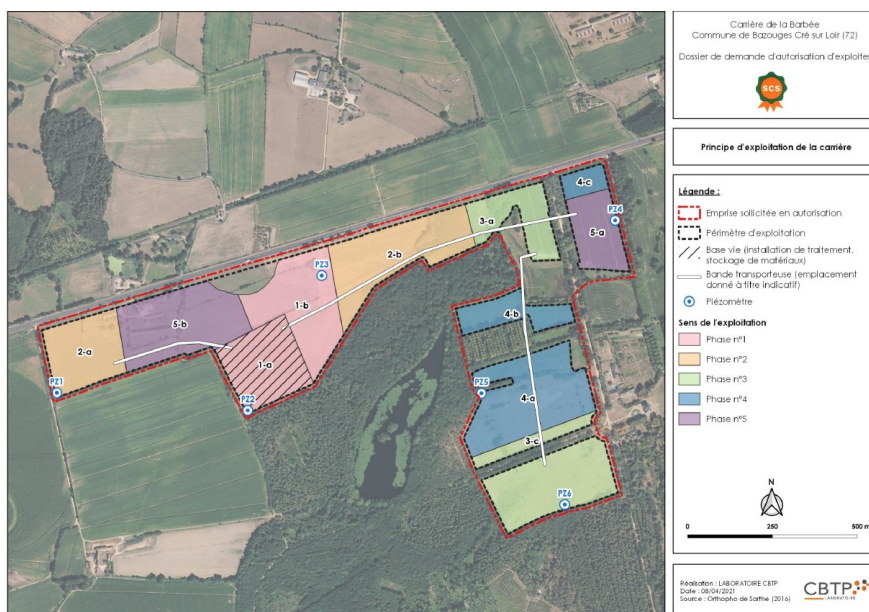 Carrière de la Barbée
Commune de Bazouges Cré sur Loir (72)
Dossier de demande d'autorisation d'exploiter
SCS
Principe d'exploitation de la carrière
Légende :
Emprise sollicitée en autorisation
Périmètre d'exploitation
Base vie (installation de traitement,
stockage de matériaux)
Bande transporteuse (emplacement
donné à titre indicatif)
Piézomètre
Sens de l'exploitation
Phase n°1
Phase n°2
Phase n°3
Phase n°4
Phase n°5
N
0 250 500 m
Réalisation : LABORATOIRE CBTP
Date : 08/04/2021
Source : Orthopho de Sarthe (2016)
CBTP
LABORATOIRE
4-c
PZ4
3-a
5-a
2-b
PZ3
1-b
4-b
5-b
2-a
1-a
PZ1
PZ2
PZ5
4-a
3-c
PZ6